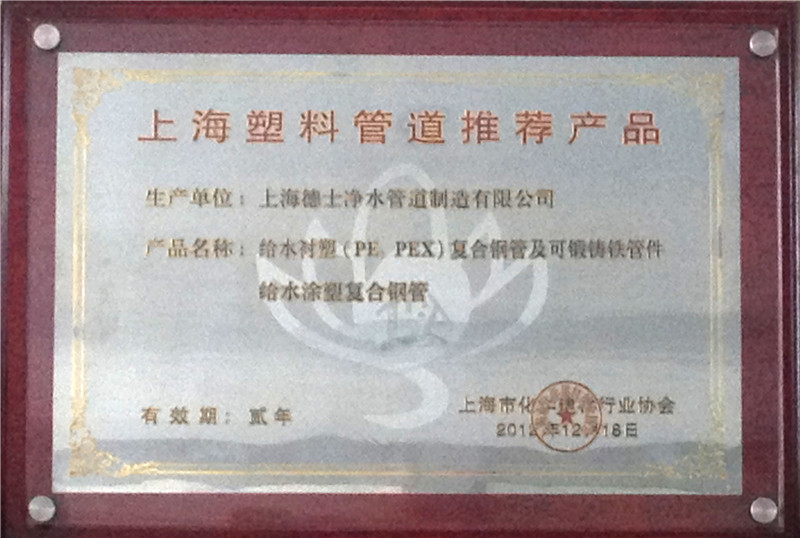 上海塑料管道推荐产品
生产单位：上海德士净水管道制造有限公司
产品名称：给水衬塑(PE、PEX)复合钢管及可锻铸铁管件
给水涂塑复合钢管
有效期：贰年
上海市化 行业协会
201 年12月18日